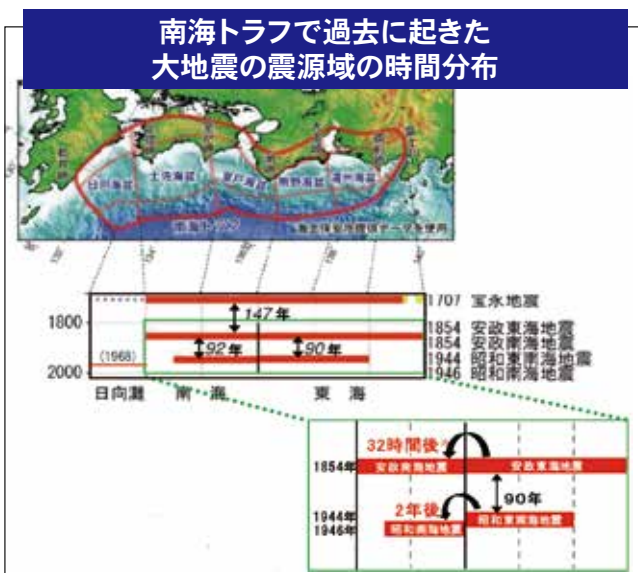 南海トラフで過去に起きた
大地震の震源域の時間分布
日向海盆 土佐海盆 室戸海盆 熊野海盆 遠州海盆
南海トラフ
1707 宝永地震
147年
1800
1854 安政東海地震
1854 安政南海地震
92年 90年
1944 昭和東南海地震
(1968)
1946 昭和南海地震
2000
日向灘 南海 東海
32時間後
1854年 安政南海地震 安政東海地震
90年
2年後
1944年 昭和東南海地震
1946年 昭和南海地震